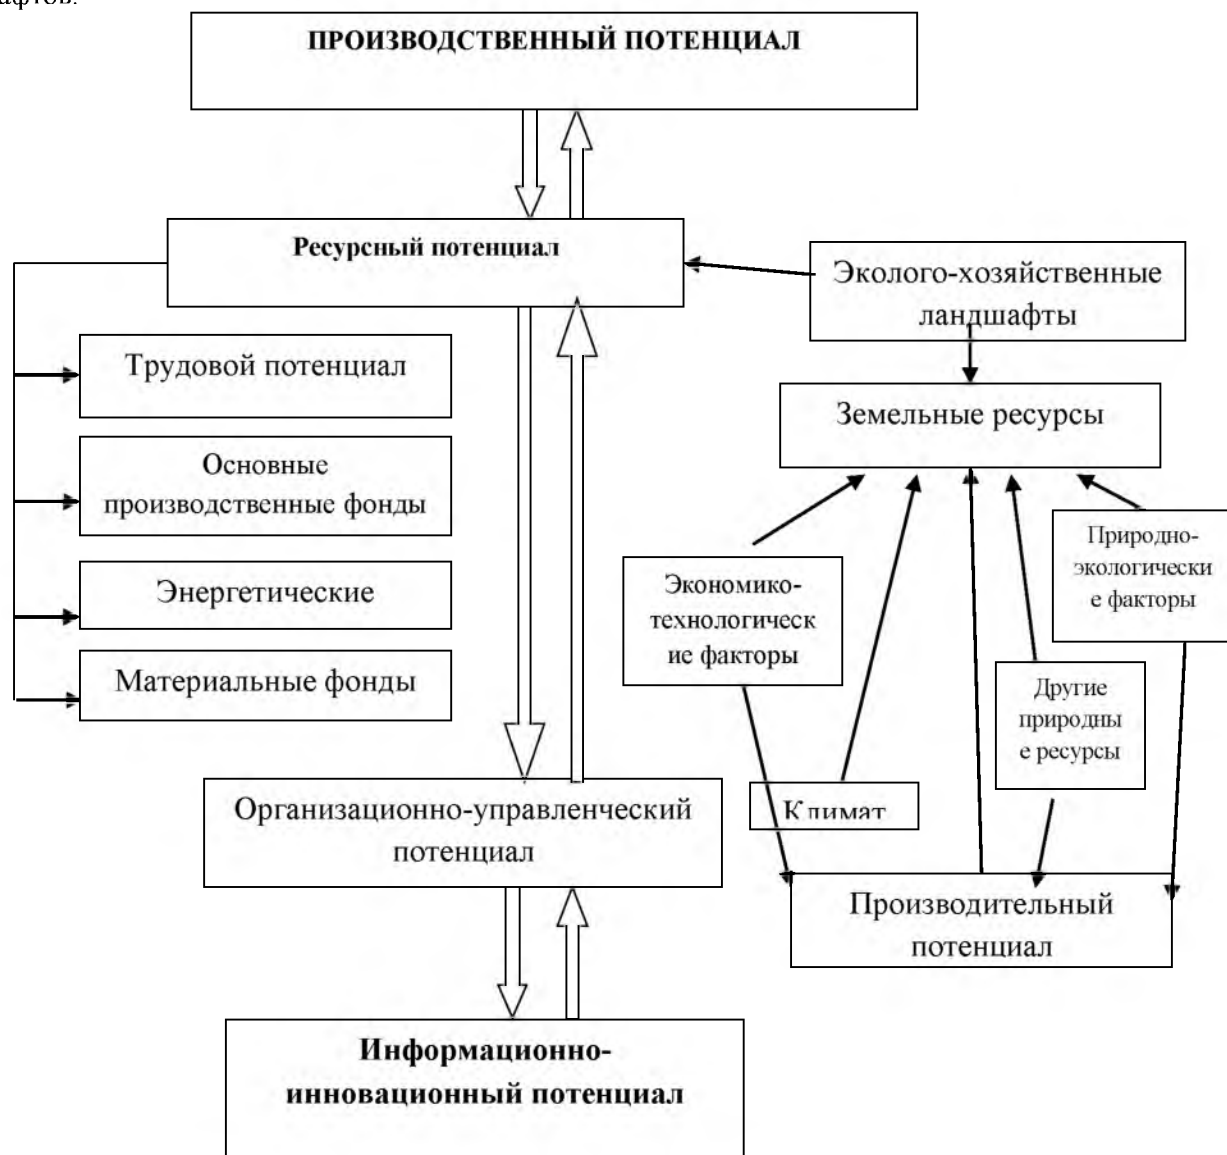 ПРОИЗВОДСТВЕННЫЙ ПОТЕНЦИАЛ
Ресурсный потенциал
Эколого-хозяйственные
ландшафты
Трудовой потенциал
Земельные ресурсы
Основные
производственные фонды
Природно-
экологически
е факторы
Экономико-
технологическ
ие факторы
Энергетические
Материальные фонды
Другие
природны
е ресурсы
Организационно-управленческий
потенциал
Климат
Производительный
потенциал
Информационно-
инновационный потенциал